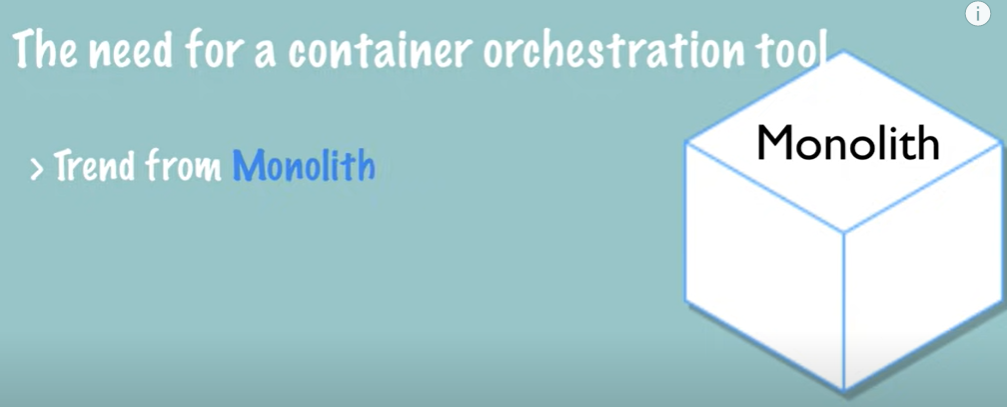 The need for a container orchestration tool
> Trend from Monolith
Monolith